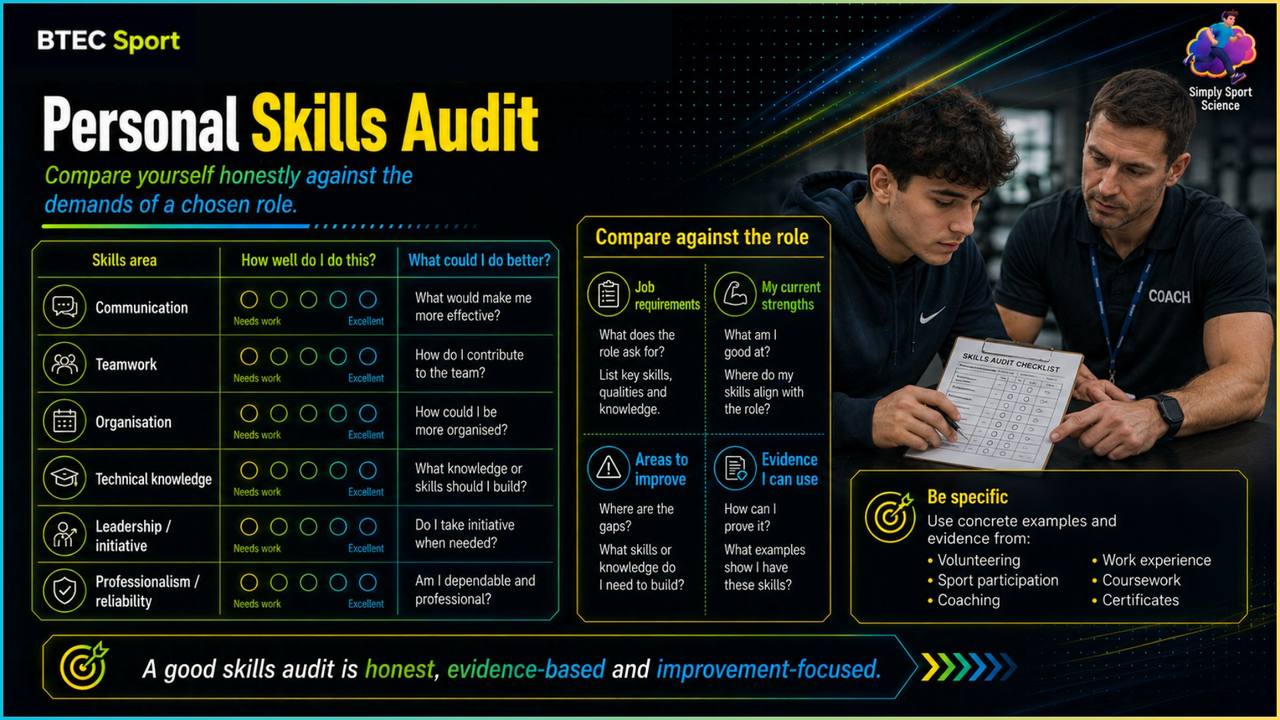 BTEC Sport
Simply Sport
Science
Personal Skills Audit
Compare yourself honestly against the
demands of a chosen role.
Skills area
How well do I do this?
What could I do better?
Communication
Needs work
Excellent
What would make me
more effective?
Teamwork
Needs work
Excellent
How do I contribute
to the team?
Organisation
Needs work
Excellent
How could I be
more organised?
Technical knowledge
Needs work
Excellent
What knowledge or
skills should I build?
Leadership /
initiative
Needs work
Excellent
Do I take initiative
when needed?
Professionalism /
reliability
Needs work
Excellent
Am I dependable and
professional?
Compare against the role
Job
requirements
What does the
role ask for?
List key skills,
qualities and
knowledge.
My current
strengths
What am I
good at?
Where do my
skills align with
the role?
Areas to
improve
Where are the
gaps?
What skills or
knowledge do
I need to build?
Evidence
I can use
How can I
prove it?
What examples
show I have
these skills?
COACH
SKILLS AUDIT CHECKLIST
Be specific
Use concrete examples and
evidence from:
• Volunteering
• Sport participation
• Coaching
• Work experience
• Coursework
• Certificates
A good skills audit is honest, evidence-based and improvement-focused.